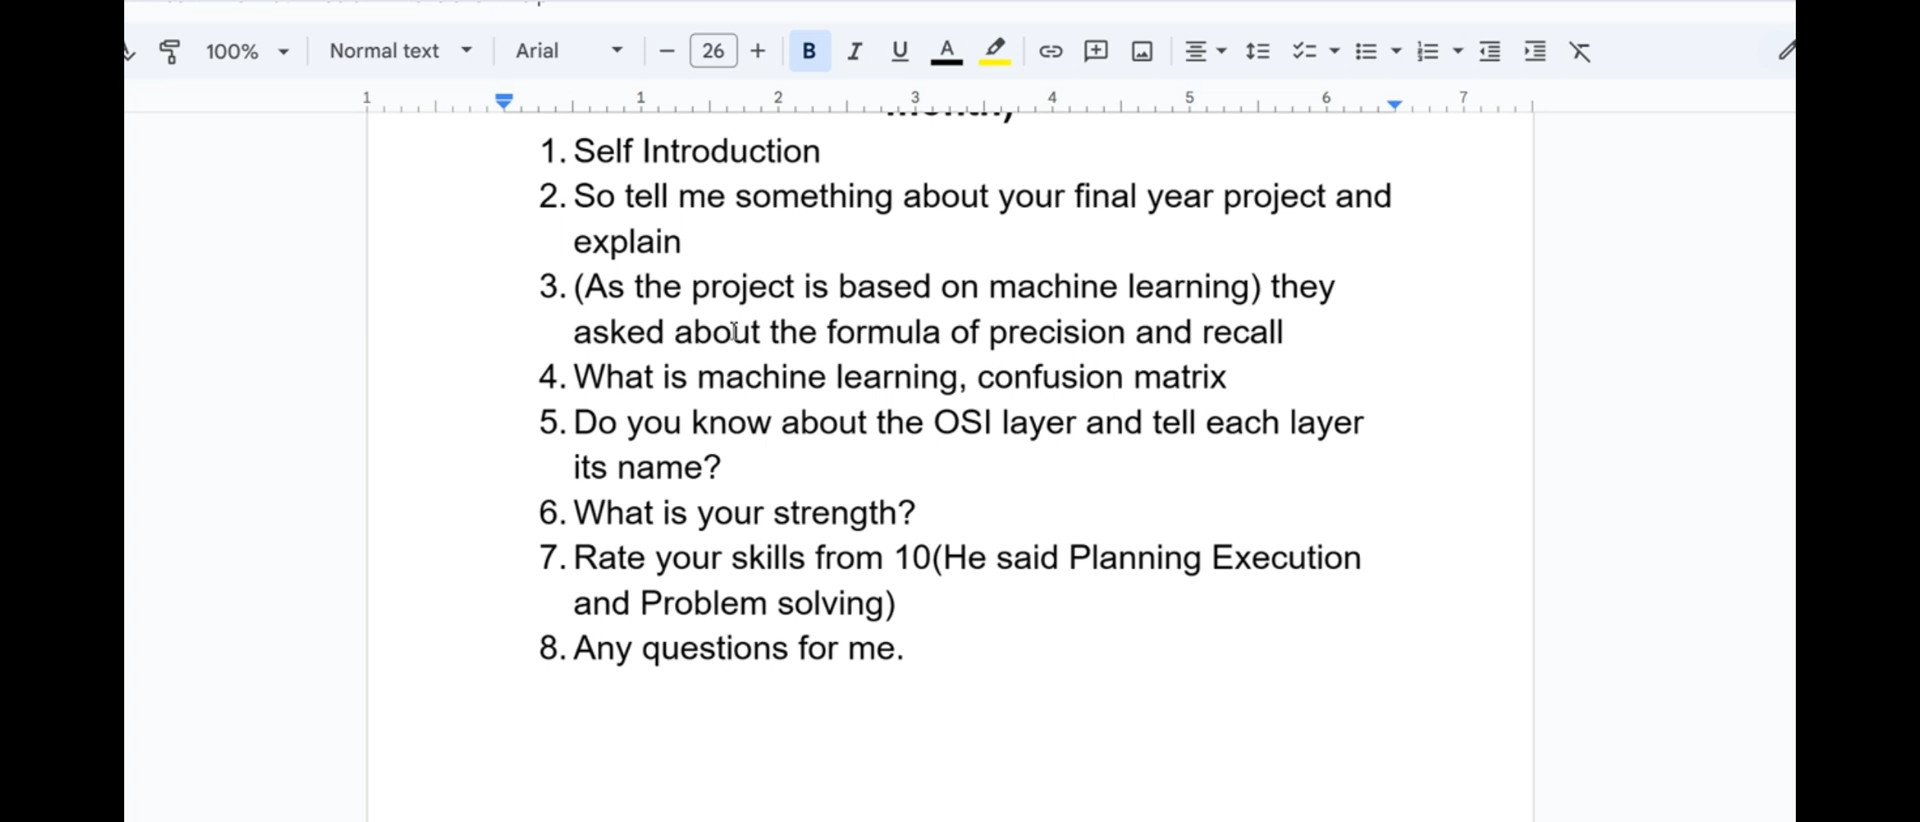 100% Normal text Arial 26 B I U A
1 1 2 3 4 5 6 7
1. Self Introduction
2. So tell me something about your final year project and
explain
3. (As the project is based on machine learning) they
asked about the formula of precision and recall
4. What is machine learning, confusion matrix
5. Do you know about the OSI layer and tell each layer
its name?
6. What is your strength?
7. Rate your skills from 10(He said Planning Execution
and Problem solving)
8. Any questions for me.